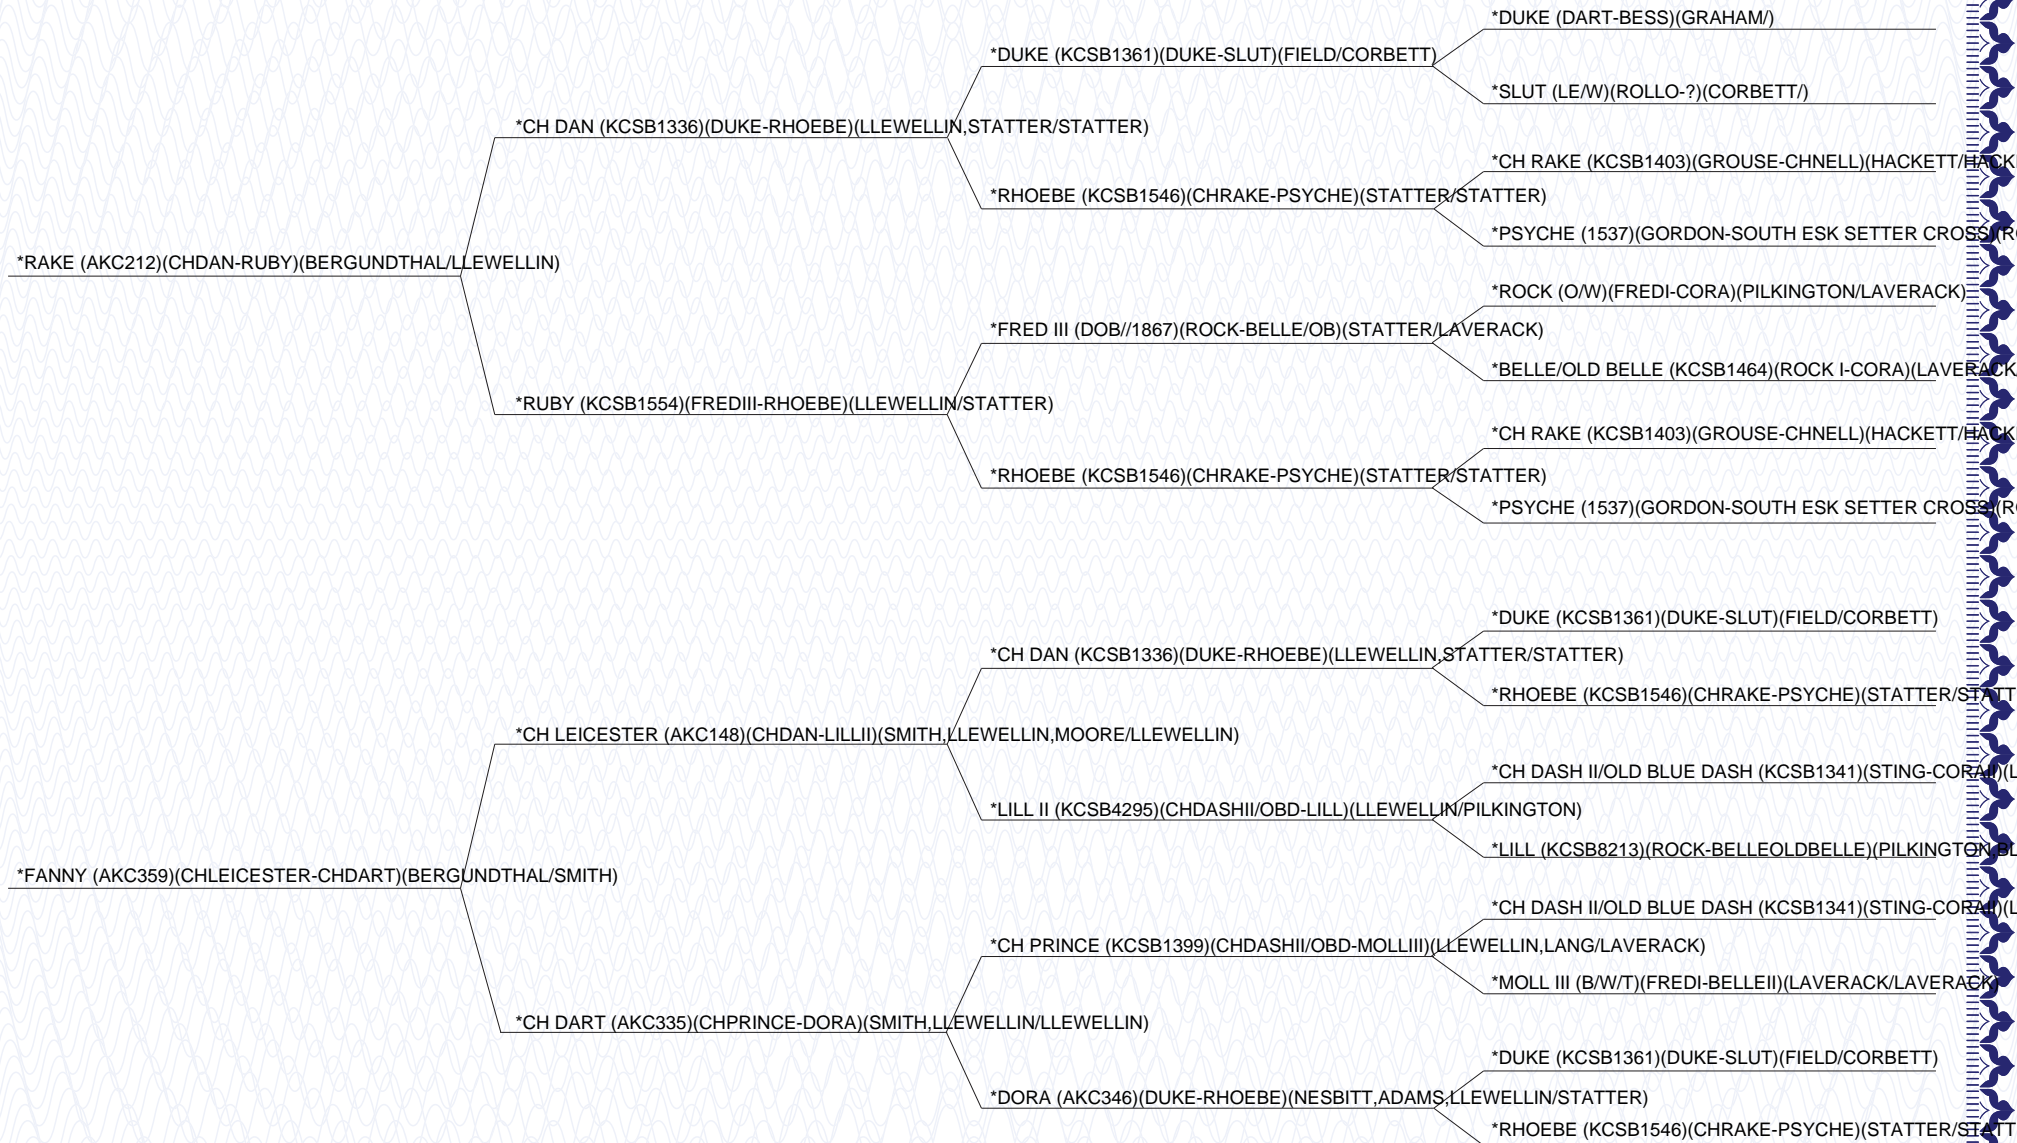 *DUKE (DART-BESS)(GRAHAM/)
*DUKE (KCSB1361)(DUKE-SLUT)(FIELD/CORBETT)
*SLUT (LE/W)(ROLLO-?)(CORBETT/)
*CH DAN (KCSB1336)(DUKE-RHOEBE)(LLEWELLIN,STATTER/STATTER)
*CH RAKE (KCSB1403)(GROUSE-CHNELL)(HACKETT/HACK
*RHOEBE (KCSB1546)(CHRAKE-PSYCHE)(STATTER/STATTER)
*PSYCHE (1537)(GORDON-SOUTH ESK SETTER CROSS)(R
*RAKE (AKC212)(CHDAN-RUBY)(BERGUNDTHAL/LLEWELLIN)
*ROCK (O/W)(FREDI-CORA)(PILKINGTON/LAVERACK)
*FRED III (DOB//1867)(ROCK-BELLE/OB)(STATTER/LAVERACK)
*BELLE/OLD BELLE (KCSB1464)(ROCK I-CORA)(LAVERACK
*RUBY (KCSB1554)(FREDIII-RHOEBE)(LLEWELLIN/STATTER)
*CH RAKE (KCSB1403)(GROUSE-CHNELL)(HACKETT/HACK
*RHOEBE (KCSB1546)(CHRAKE-PSYCHE)(STATTER/STATTER)
*PSYCHE (1537)(GORDON-SOUTH ESK SETTER CROSS)(R
*DUKE (KCSB1361)(DUKE-SLUT)(FIELD/CORBETT)
*CH DAN (KCSB1336)(DUKE-RHOEBE)(LLEWELLIN,STATTER/STATTER)
*RHOEBE (KCSB1546)(CHRAKE-PSYCHE)(STATTER/STATT
*CH LEICESTER (AKC148)(CHDAN-LILLII)(SMITH,LLEWELLIN,MOORE/LLEWELLIN)
*CH DASH II/OLD BLUE DASH (KCSB1341)(STING-CORAII)(L
*LILL II (KCSB4295)(CHDASHII/OBD-LILL)(LLEWELLIN/PILKINGTON)
*LILL (KCSB8213)(ROCK-BELLEOLDBELLE)(PILKINGTON,BL
*FANNY (AKC359)(CHLEICESTER-CHDART)(BERGUNDTHAL/SMITH)
*CH DASH II/OLD BLUE DASH (KCSB1341)(STING-CORAII)(L
*CH PRINCE (KCSB1399)(CHDASHII/OBD-MOLLIII)(LLEWELLIN,LANG/LAVERACK)
*MOLL III (B/W/T)(FREDI-BELLEII)(LAVERACK/LAVERACK)
*CH DART (AKC335)(CHPRINCE-DORA)(SMITH,LLEWELLIN/LLEWELLIN)
*DUKE (KCSB1361)(DUKE-SLUT)(FIELD/CORBETT)
*DORA (AKC346)(DUKE-RHOEBE)(NESBITT,ADAMS,LLEWELLIN/STATTER)
*RHOEBE (KCSB1546)(CHRAKE-PSYCHE)(STATTER/STATT